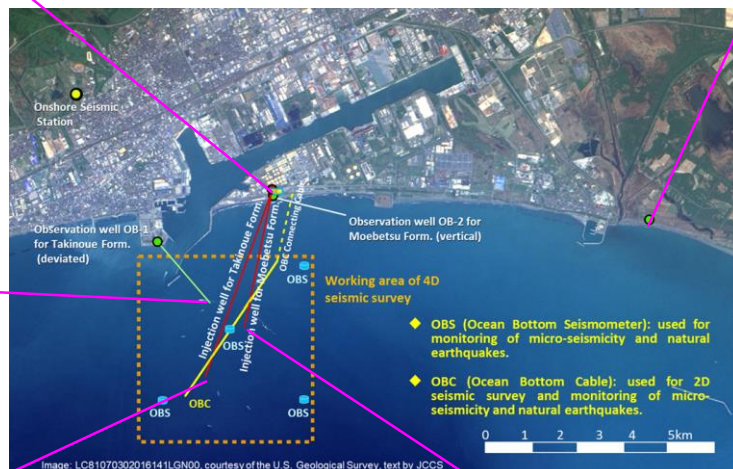 Onshore Seismic
Station
Observation well OB-1
for Takinoue Form.
(deviated)
Injection well for Takinoue Form.
Injection well for Moebetsu Form.
OBC Connecting Cable
Observation well OB-2 for
Moebetsu Form. (vertical)
OBS
Working area of 4D
seismic survey
OBS
OBS
OBC
OBS
OBS (Ocean Bottom Seismometer): used for
monitoring of micro-seismicity and natural
earthquakes.
OBC (Ocean Bottom Cable): used for 2D
seismic survey and monitoring of micro-
seismicity and natural earthquakes.
0 1 2 3 4 5km
Image: LC81070302016141LGN00, courtesy of the U.S. Geological Survey, text by JCCS